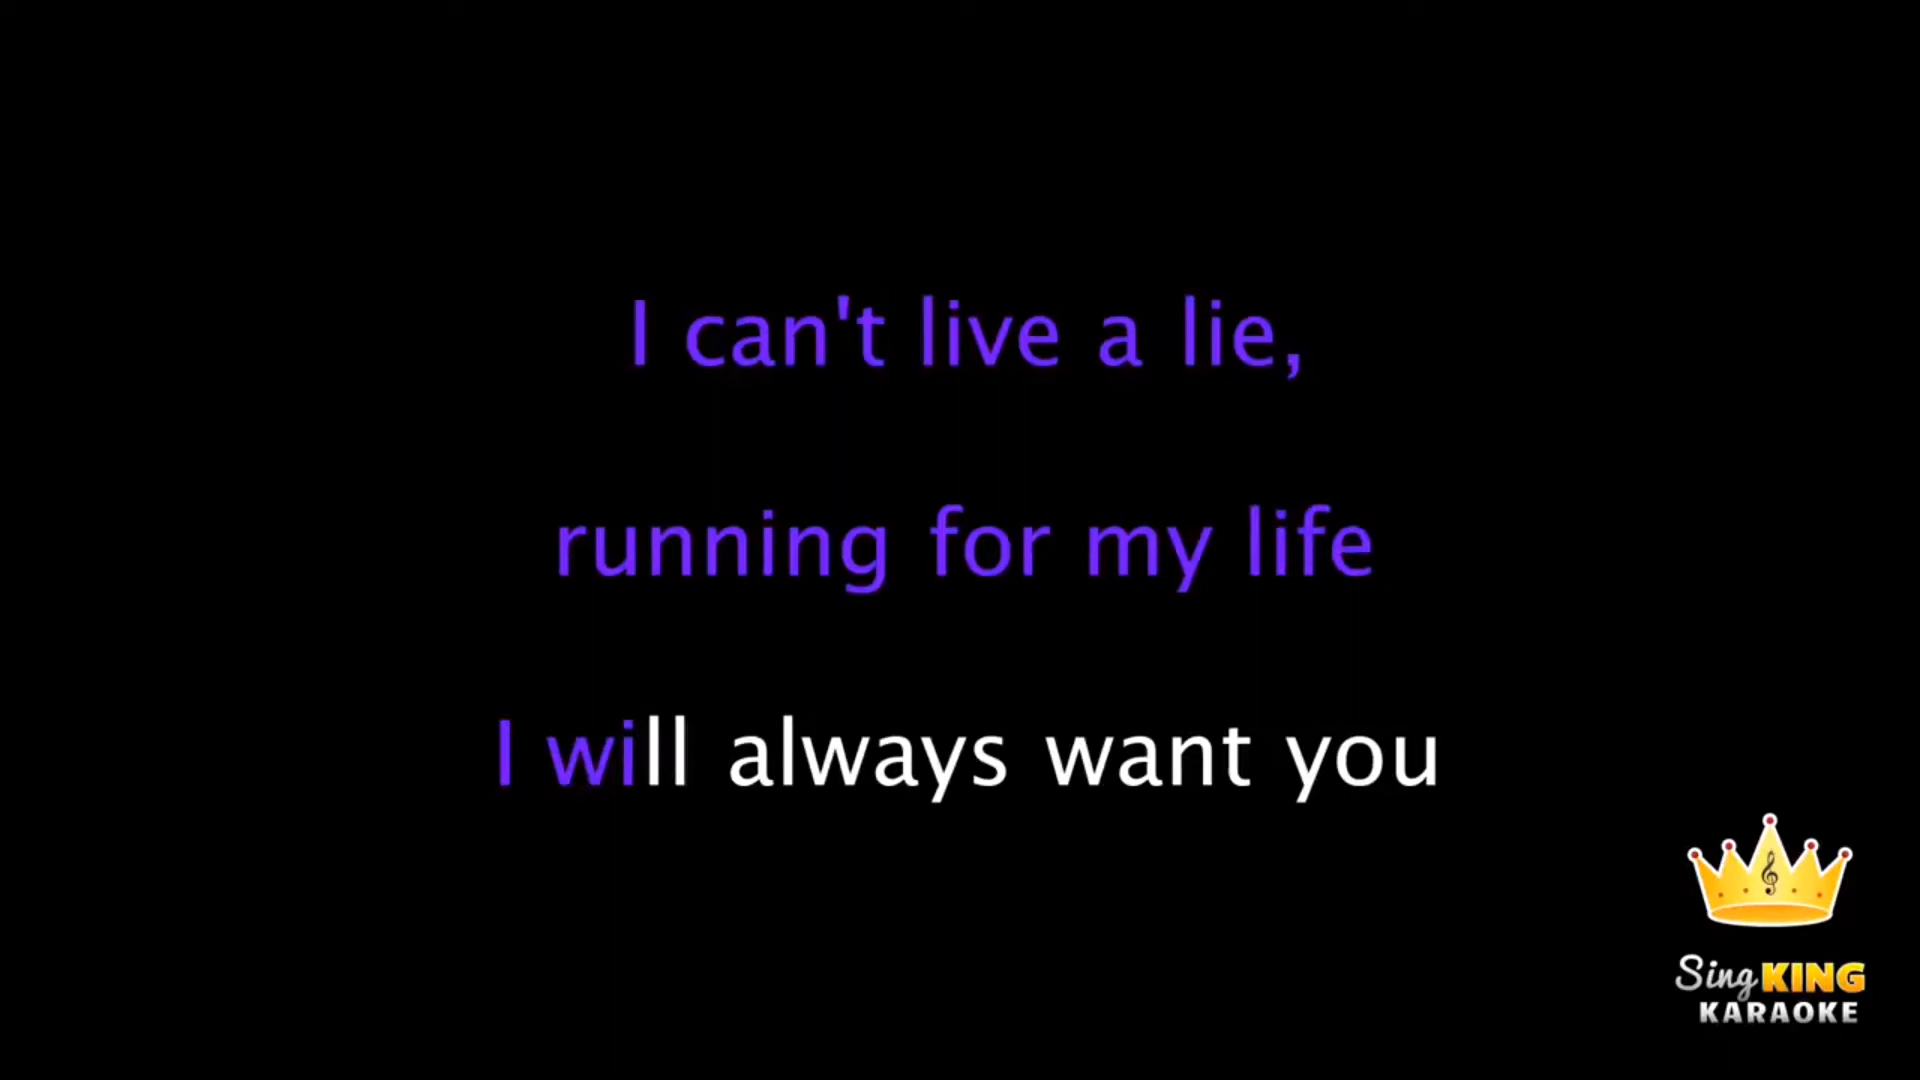 I can't live a lie,
running for my life
I will always want you
Sing KING
KARAOKE